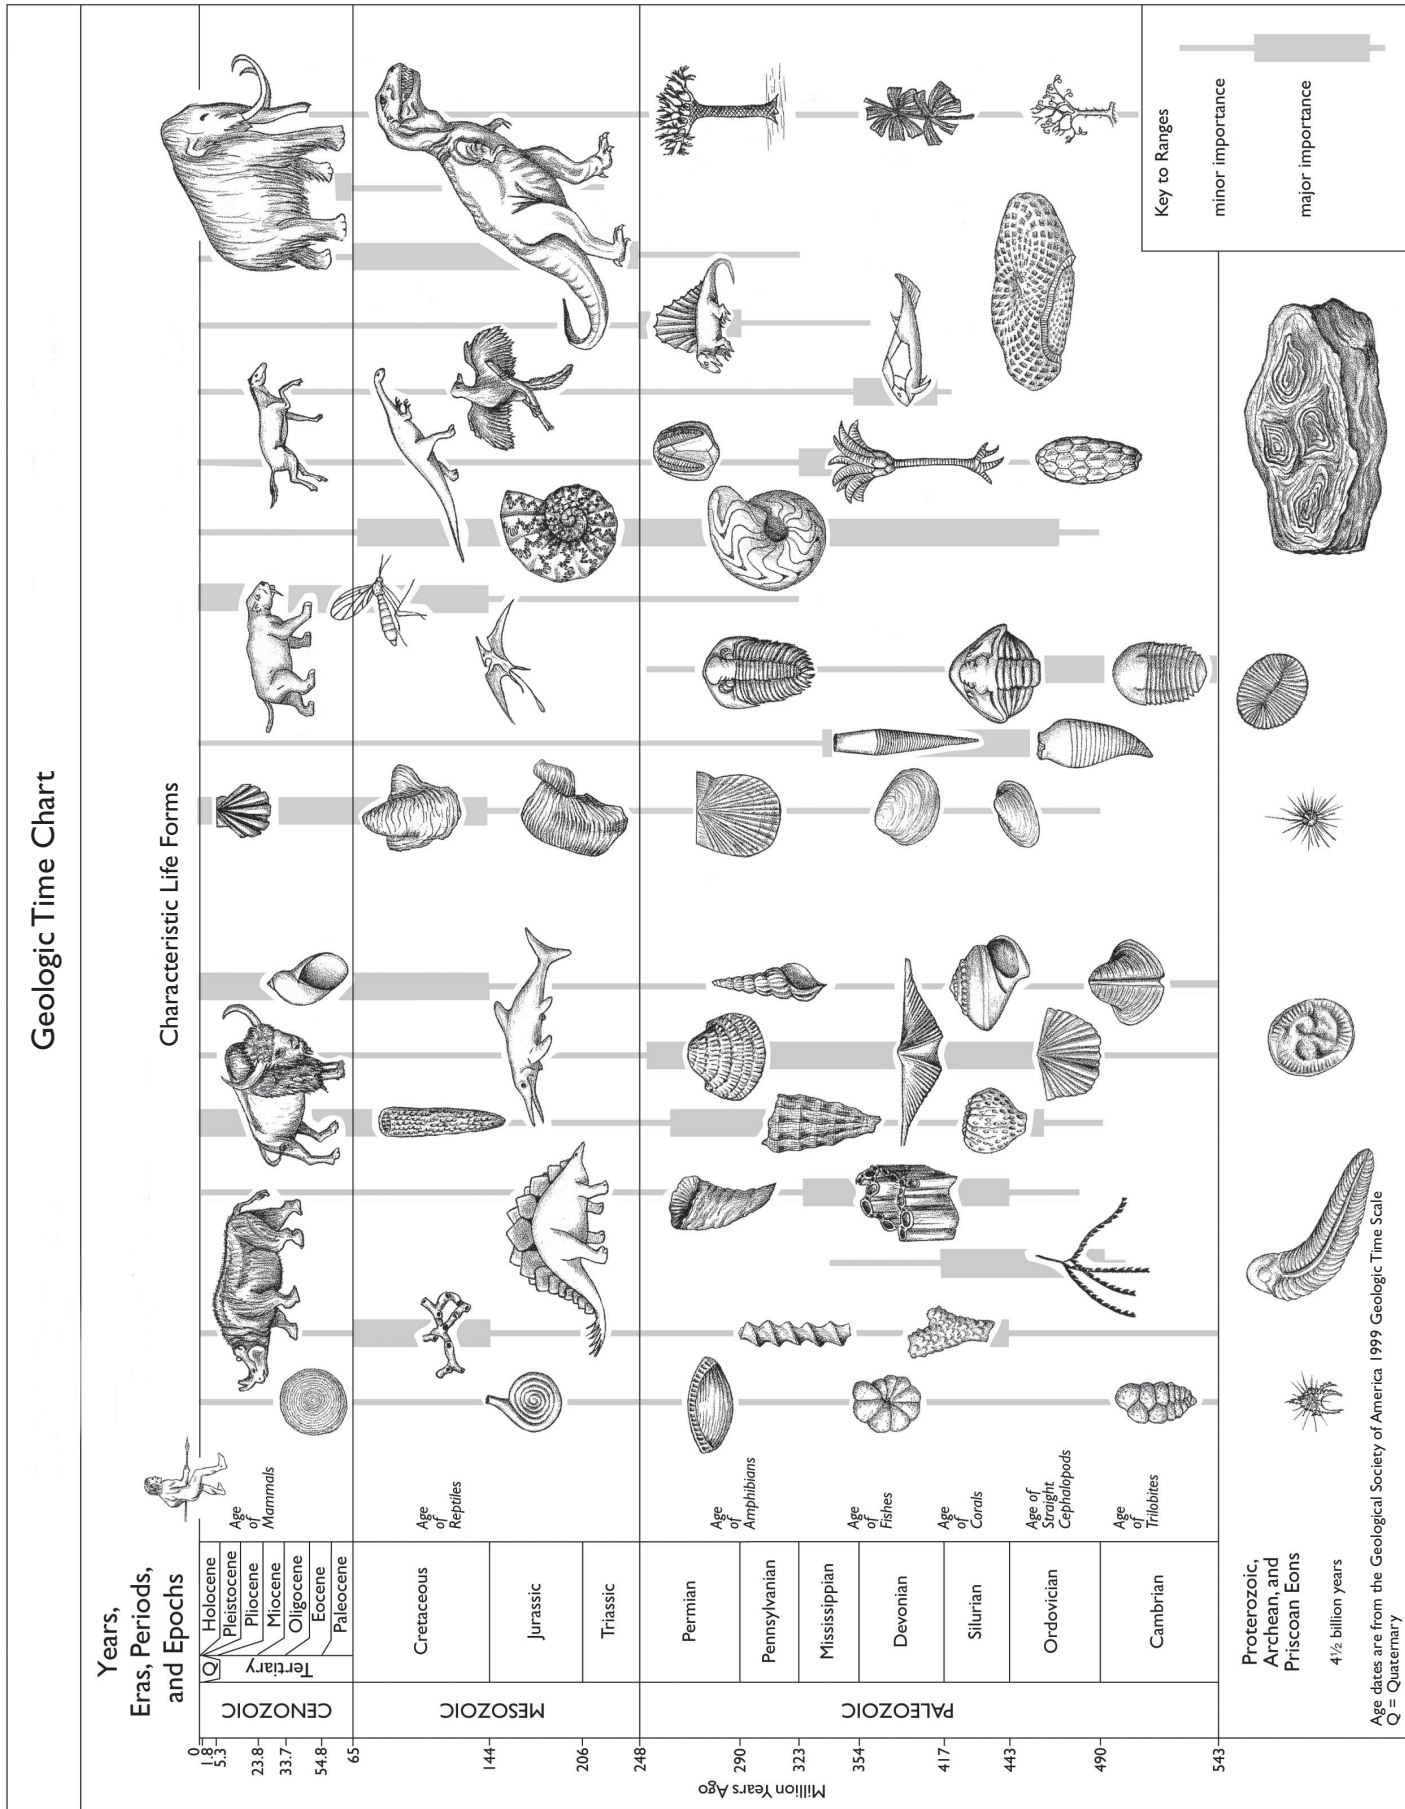 Geologic Time Chart
Years,
Eras, Periods,
and Epochs
Characteristic Life Forms
0
1.8
5.3
23.8
33.7
54.8
65
144
206
248
290
323
354
417
443
490
543
Million Years Ago
CENOZOIC
MESOZOIC
PALEOZOIC
Q
Tertiary
Holocene
Pleistocene
Pliocene
Miocene
Oligocene
Eocene
Paleocene
Cretaceous
Jurassic
Triassic
Permian
Pennsylvanian
Mississippian
Devonian
Silurian
Ordovician
Cambrian
Proterozoic,
Archean, and
Priscoan Eons
4½ billion years
Age
of
Mammals
Age
of
Reptiles
Age
of
Amphibians
Age
of
Fishes
Age
of
Corals
Age of
Straight
Cephalopods
Age
of
Trilobites
Key to Ranges
minor importance
major importance
Age dates are from the Geological Society of America 1999 Geologic Time Scale
Q = Quaternary